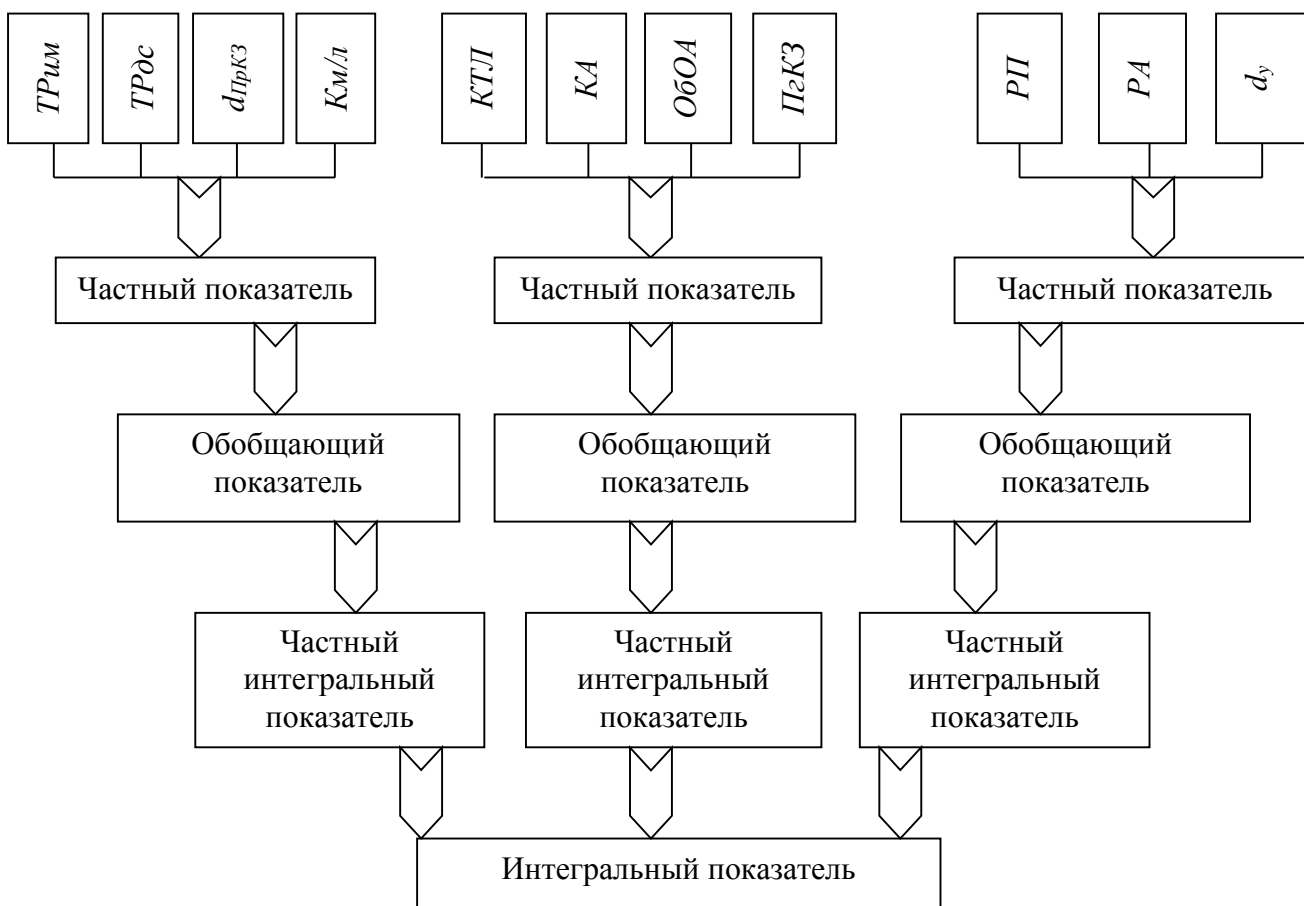 ТРим
ТРдс
dПрКЗ
Км/л
КТЛ
КА
ОбОА
ПгКЗ
РП
РА
dу
Частный показатель
Частный показатель
Частный показатель
Обобщающий
показатель
Обобщающий
показатель
Обобщающий
показатель
Частный
интегральный
показатель
Частный
интегральный
показатель
Частный
интегральный
показатель
Интегральный показатель